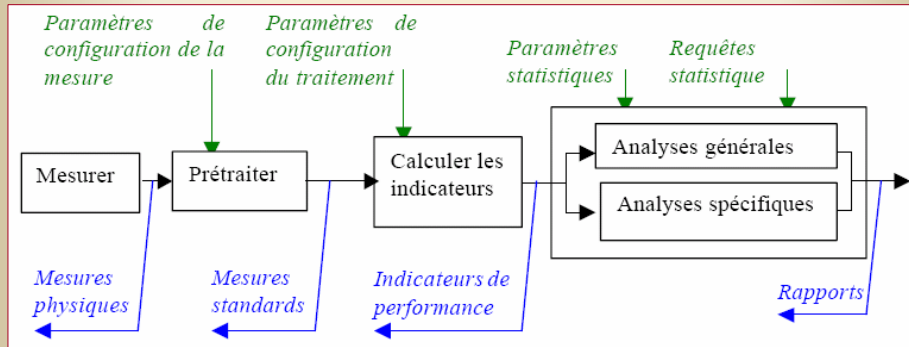 Paramètres de
configuration de la
mesure
Paramètres de
configuration
du traitement
Paramètres
statistiques
Requêtes
statistique
Mesurer
Prétraiter
Calculer les
indicateurs
Analyses générales
Analyses spécifiques
Mesures
physiques
Mesures
standards
Indicateurs de
performance
Rapports